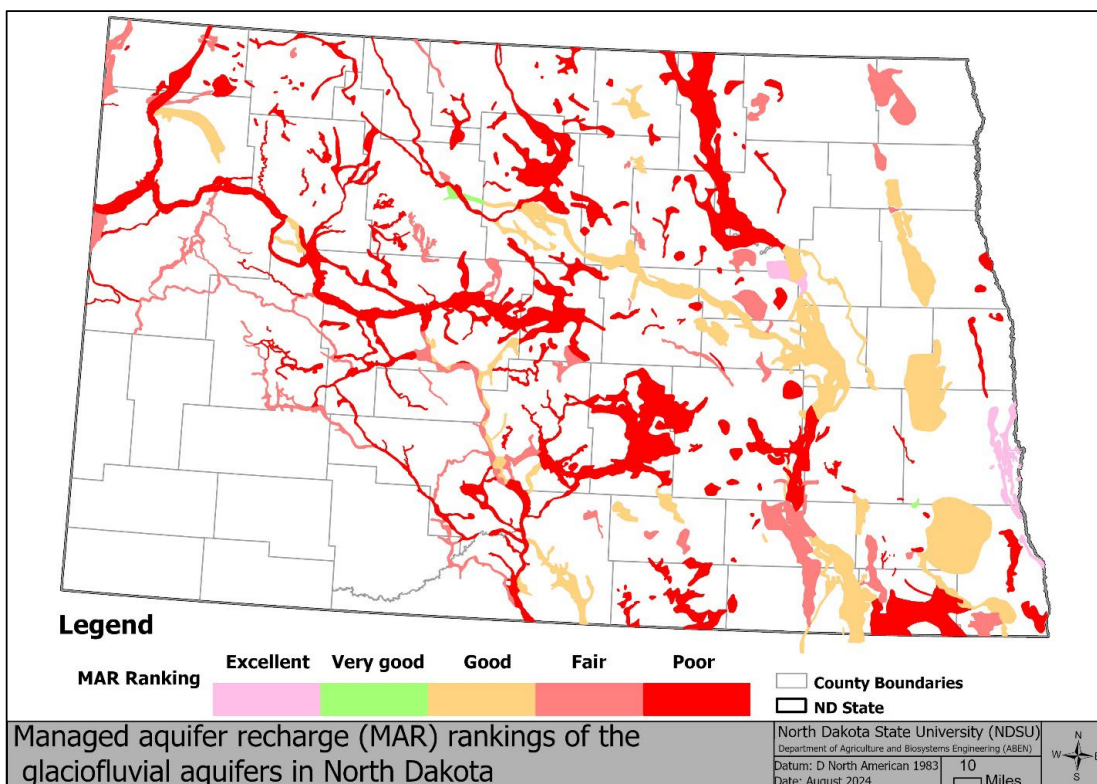 Legend
MAR Ranking
Excellent
Very good
Good
Fair
Poor
County Boundaries
ND State
Managed aquifer recharge (MAR) rankings of the
glaciofluvial aquifers in North Dakota
North Dakota State University (NDSU)
Department of Agriculture and Biosystems Engineering (ABEN)
Datum: D North American 1983
Date: August 2024
10
Miles
N
W
E
S